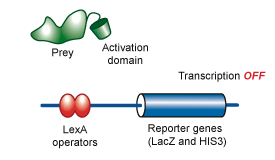 Prey
Activation
domain
Transcription OFF
LexA
operators
Reporter genes
(LacZ and HIS3)